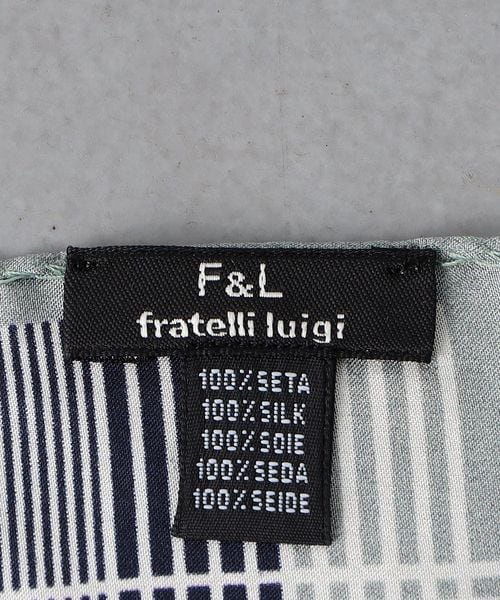 F&L
fratelli luigi
100%SETA
100%SILK
100%SOIE
100%SEDA
100%SEIDE